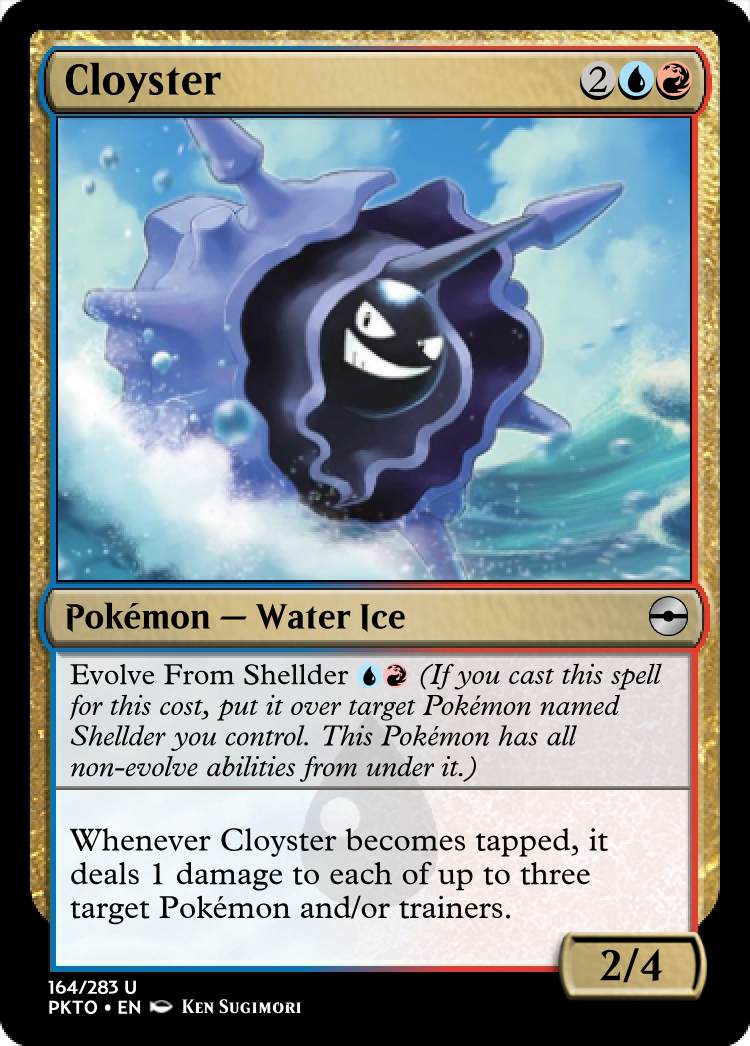 Cloyster 2
Pokémon — Water Ice
Evolve From Shellder (If you cast this spell
for this cost, put it over target Pokémon named
Shellder you control. This Pokémon has all
non-evolve abilities from under it.)
Whenever Cloyster becomes tapped, it
deals 1 damage to each of up to three
target Pokémon and/or trainers.
2/4
164/283 U
PKTO • EN Ken Sugimori